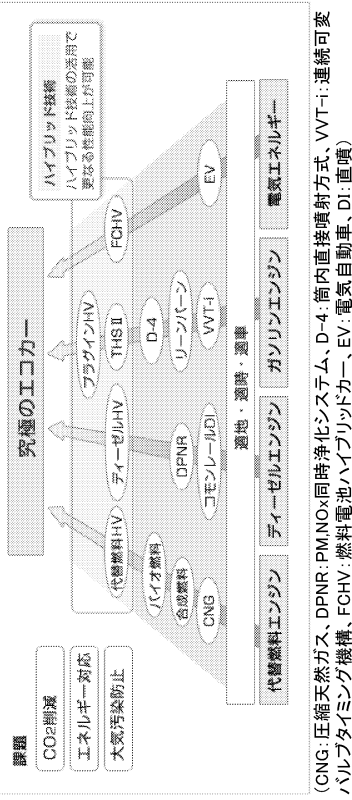 課題
CO2削減
エネルギー対応
大気汚染防止
究極のエコカー
ハイブリッド技術
ハイブリッド技術の活用で
更なる性能向上が可能
代替燃料HV
ディーゼルHV
プラグインHV
THSⅡ
FCHV
バイオ燃料
合成燃料
CNG
DPNR
コモンレールDI
D-4
リーンバーン
VVT-i
EV
適地・適時・適車
代替燃料エンジン
ディーゼルエンジン
ガソリンエンジン
電気エネルギー
(CNG:圧縮天然ガス、DPNR:PM,NOx同時浄化システム、D-4:筒内直接噴射方式、VVT-i:連続可変
バルブタイミング機構、FCHV:燃料電池ハイブリッドカー、EV:電気自動車、DI:直噴)